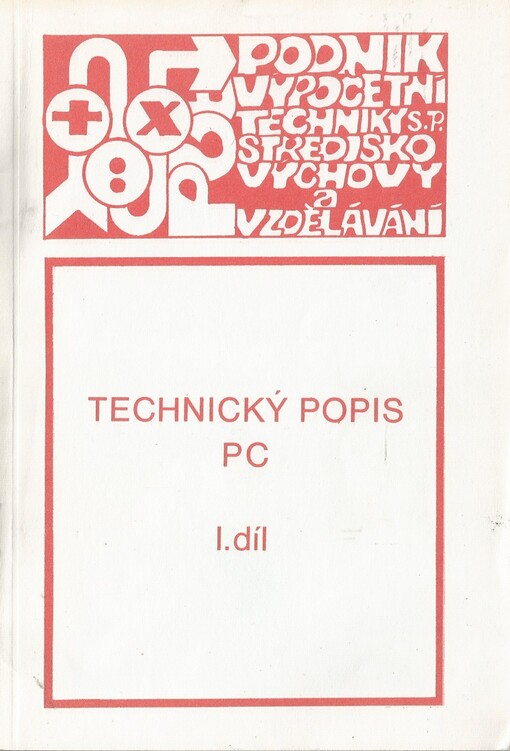 PODNIK
VÝPOČETNÍ
TECHNIKY S.P.
STŘEDISKO
VÝCHOVY
a
VZDĚLÁVÁNÍ
TECHNICKÝ POPIS
PC
I.díl